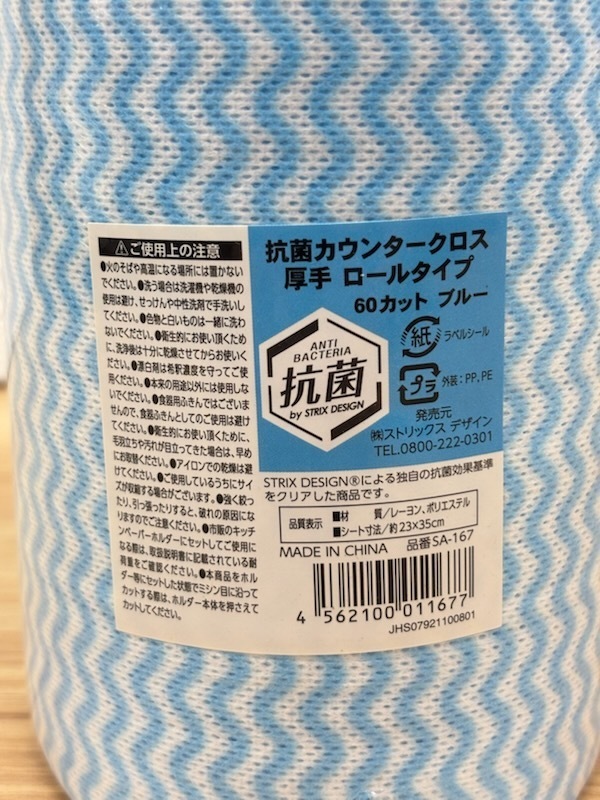 ⚠ご使用上の注意
●火のそばや高温になる場所には置かない
でください。●洗う場合は洗濯機や乾燥機の
使用は避け、せっけんや中性洗剤で手洗いし
てください。●色物と白いものは一緒に洗わ
ないでください。●衛生的にお使い頂くため
に、洗浄後は十分に乾燥させてからお使いく
ださい。●漂白剤は希釈濃度を守ってご使
用ください。●本来の用途以外には使用しな
いでください。●食器用ふきんではございま
せんので、食器ふきんとしてのご使用は避け
てください。●衛生的にお使い頂くために、
毛羽立ちや汚れが目立ってきた場合は、早め
にお取替ください。●アイロンでの乾燥は避
けてください。●ご使用しているうちにサイ
ズが収縮する場合がございます。●強く絞っ
たり、引っ張ったりすると、破れの原因にな
りますのでご注意ください。●市販のキッチ
ンペーパーホルダーにセットしてご使用に
なる際は、取扱説明書に記載されている耐
荷重をご確認ください。●本商品をホル
ダー等にセットした状態でミシン目に沿って
カットする際は、ホルダー本体を押さえて
カットしてください。
抗菌カウンタークロス
厚手 ロールタイプ
60カット ブルー
ANTI
BACTERIA
抗菌
by STRIX DESIGN
紙 ラベルシール
プラ 外装:PP,PE
発売元
㈱ストリックス デザイン
TEL.0800-222-0301
STRIX DESIGN®による独自の抗菌効果基準
をクリアした商品です。
品質表示
■材 質/レーヨン、ポリエステル
■シート寸法/約23×35cm
MADE IN CHINA 品番SA-167
4 562100 011677
JHS07921100801